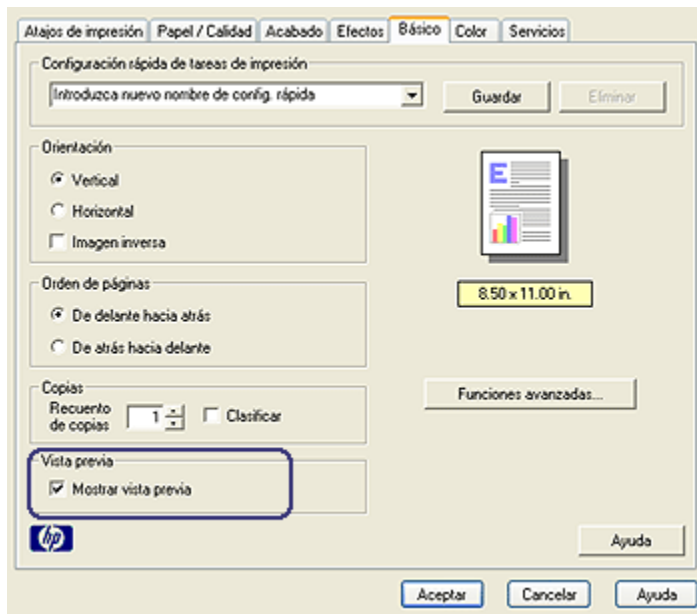 Atajos de impresión Papel / Calidad Acabado Efectos Básico Color Servicios
Configuración rápida de tareas de impresión
Introduzca nuevo nombre de config. rápida Guardar Eliminar
Orientación
Vertical
Horizontal
Imagen inversa
E
8.50 x 11.00 in.
Orden de páginas
De delante hacia atrás
De atrás hacia delante
Funciones avanzadas...
Copias
Recuento
de copias 1 Clasificar
Vista previa
Mostrar vista previa
hp Ayuda
Aceptar Cancelar Ayuda